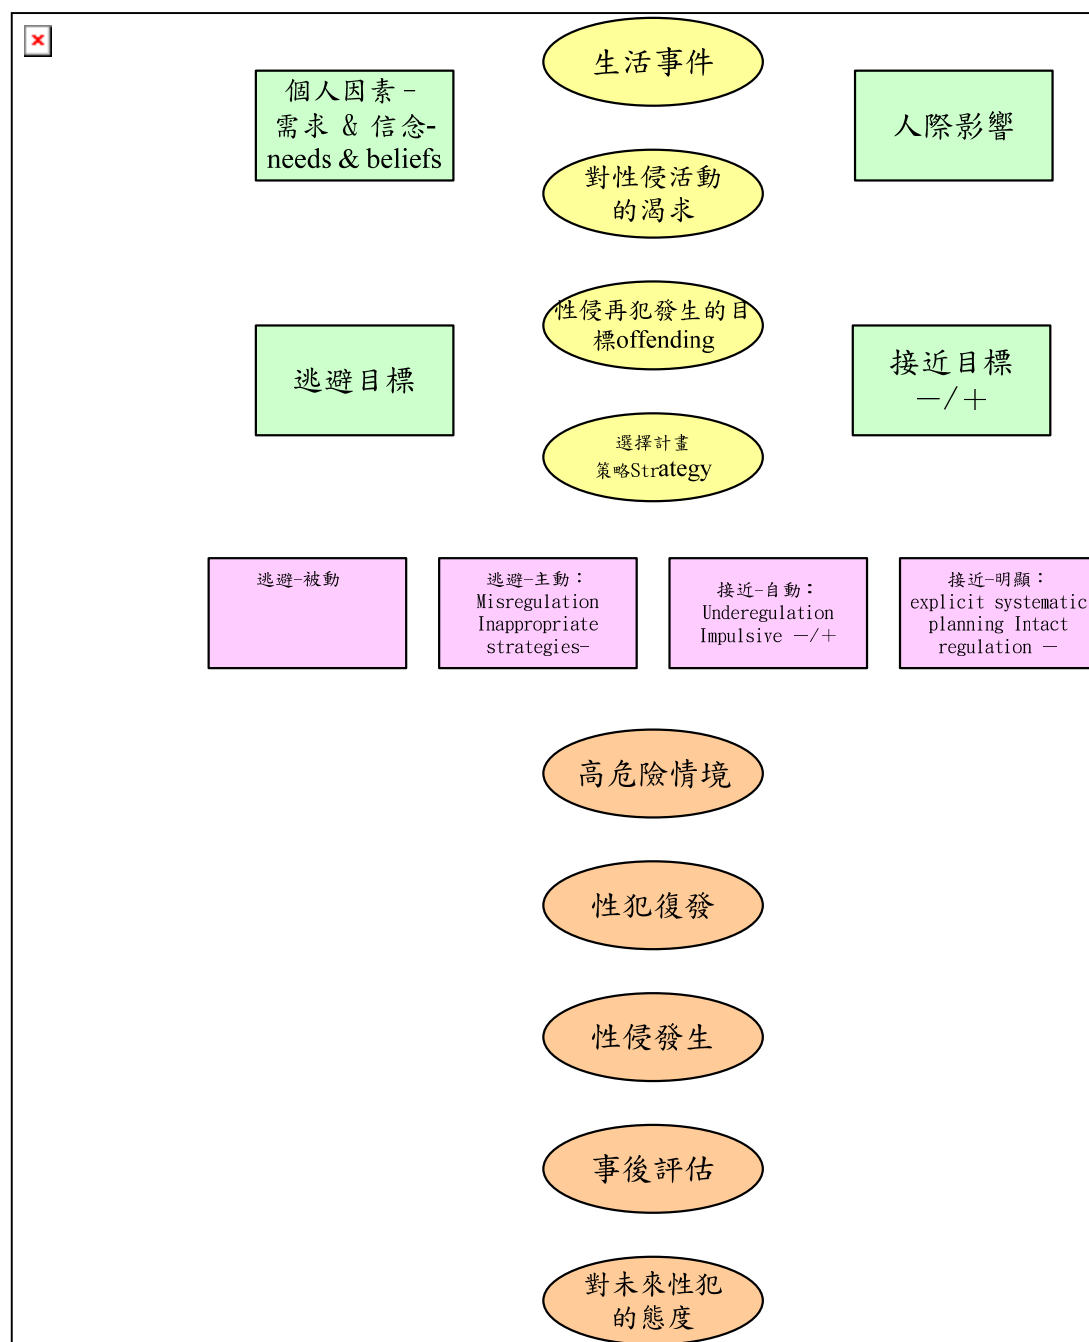 生活事件
個人因素 -
需求 & 信念-
needs & beliefs
人際影響
對性侵活動
的渴求
性侵再犯發生的目
標offending
逃避目標
接近目標
－/＋
選擇計畫
策略Strategy
逃避-被動
逃避-主動：
Misregulation
Inappropriate
strategies-
接近-自動：
Underegulation
Impulsive －/＋
接近-明顯：
explicit systematic
planning Intact
regulation －
高危險情境
性犯復發
性侵發生
事後評估
對未來性犯
的態度